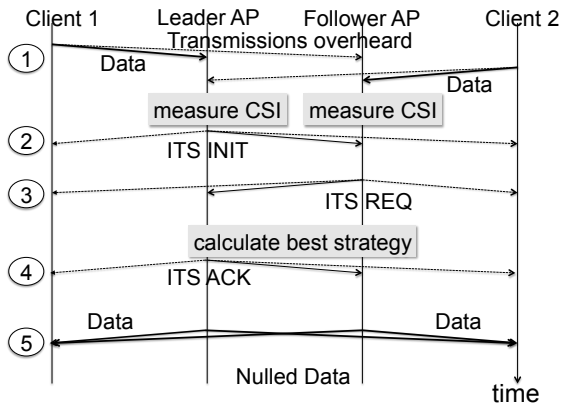 Client 1 Leader AP Follower AP Client 2
Transmissions overheard
1
Data
Data
measure CSI measure CSI
2
ITS INIT
3
ITS REQ
calculate best strategy
4
ITS ACK
Data Data
5
Nulled Data
time